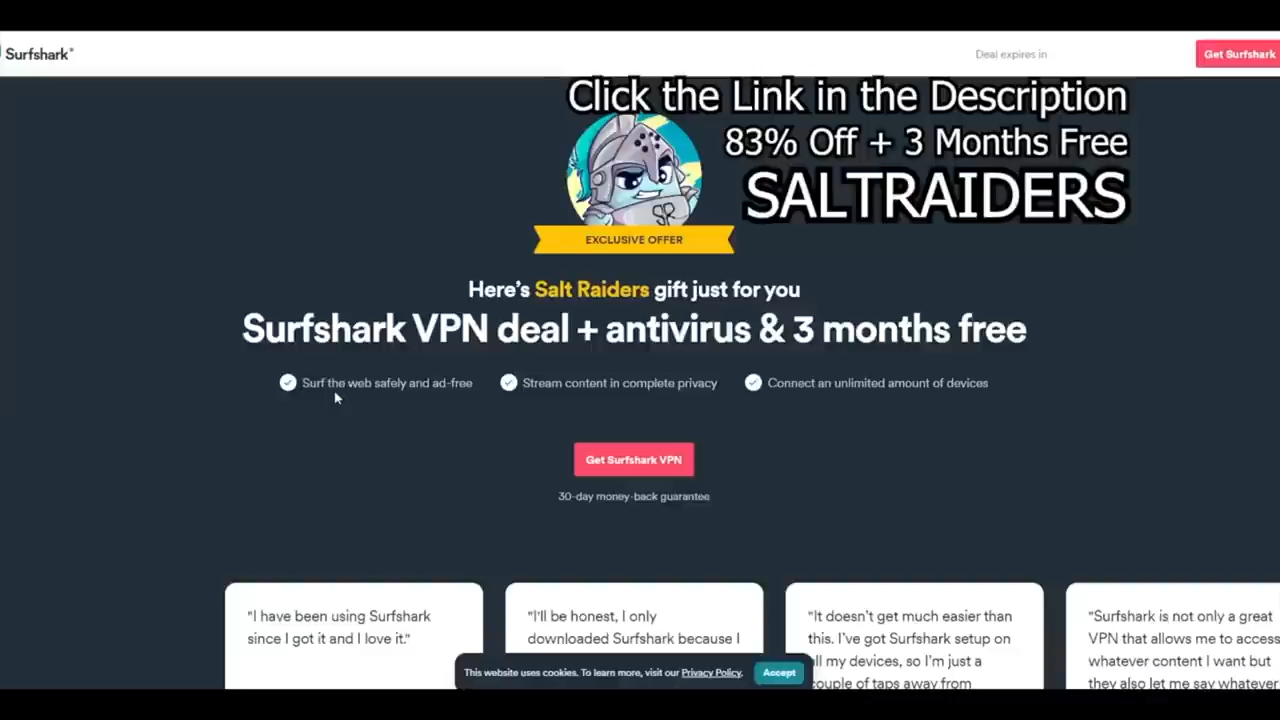 Surfshark®
Deal expires in
Get Surfshark
Click the Link in the Description
83% Off + 3 Months Free
SALTRAIDERS
SR
EXCLUSIVE OFFER
Here's Salt Raiders gift just for you
Surfshark VPN deal + antivirus & 3 months free
Surf the web safely and ad-free
Stream content in complete privacy
Connect an unlimited amount of devices
Get Surfshark VPN
30-day money-back guarantee
"I have been using Surfshark
since I got it and I love it."
"I'll be honest, I only
downloaded Surfshark because I
"It doesn't get much easier than
this. I've got Surfshark setup on
all my devices, so I'm just a
couple of taps away from
"Surfshark is not only a great
VPN that allows me to access
whatever content I want but
they also let me say whatever
This website uses cookies. To learn more, visit our Privacy Policy.
Accept